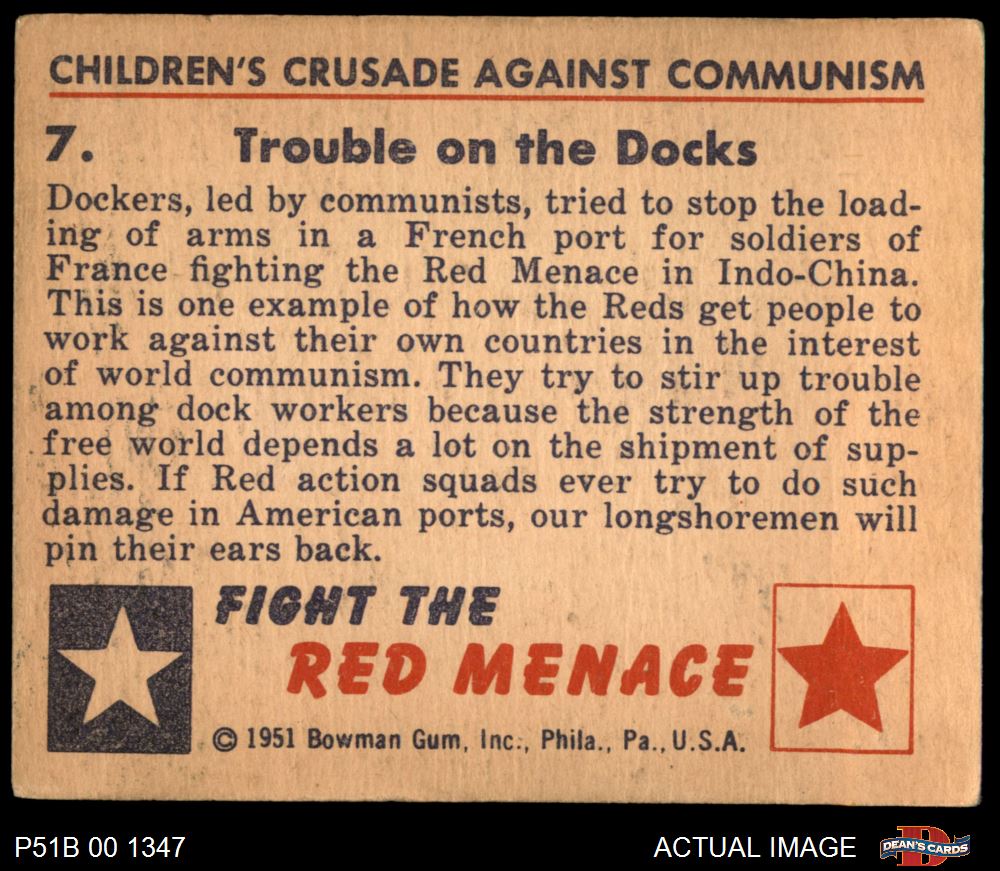 CHILDREN'S CRUSADE AGAINST COMMUNISM
7. Trouble on the Docks
Dockers, led by communists, tried to stop the load-
ing of arms in a French port for soldiers of
France fighting the Red Menace in Indo-China.
This is one example of how the Reds get people to
work against their own countries in the interest
of world communism. They try to stir up trouble
among dock workers because the strength of the
free world depends a lot on the shipment of sup-
plies. If Red action squads ever try to do such
damage in American ports, our longshoremen will
pin their ears back.
FIGHT THE
RED MENACE
© 1951 Bowman Gum, Inc., Phila., Pa., U.S.A.
P51B 00 1347 ACTUAL IMAGE D DEAN'S CARDS